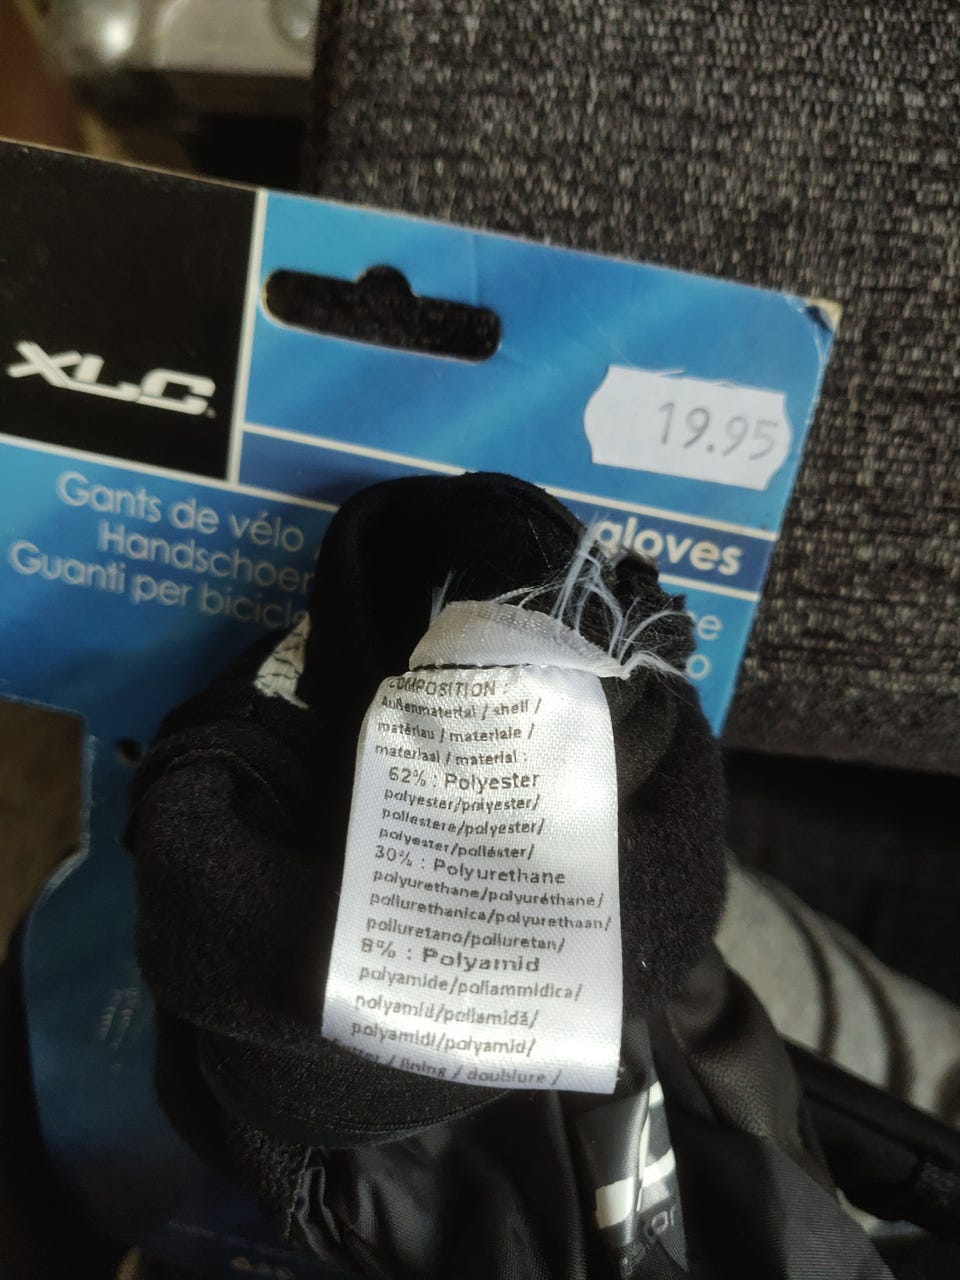 XLC
19.95
Gants de vélo
Handschoen
Guanti per bicicle
gloves
COMPOSITION :
Außenmaterial / shell /
matériau / materiale /
materiaal / material :
62% : Polyester
polyester/polyester/
poliestere/polyester/
polyester/poliéster/
30% : Polyurethane
polyurethane/polyuréthane/
poliurethanica/polyurethaan/
poliuretano/poliuretan/
8% : Polyamid
polyamide/poliammidica/
polyamid/poliamidă/
polyamidi/polyamid/
/ lining / doublure /